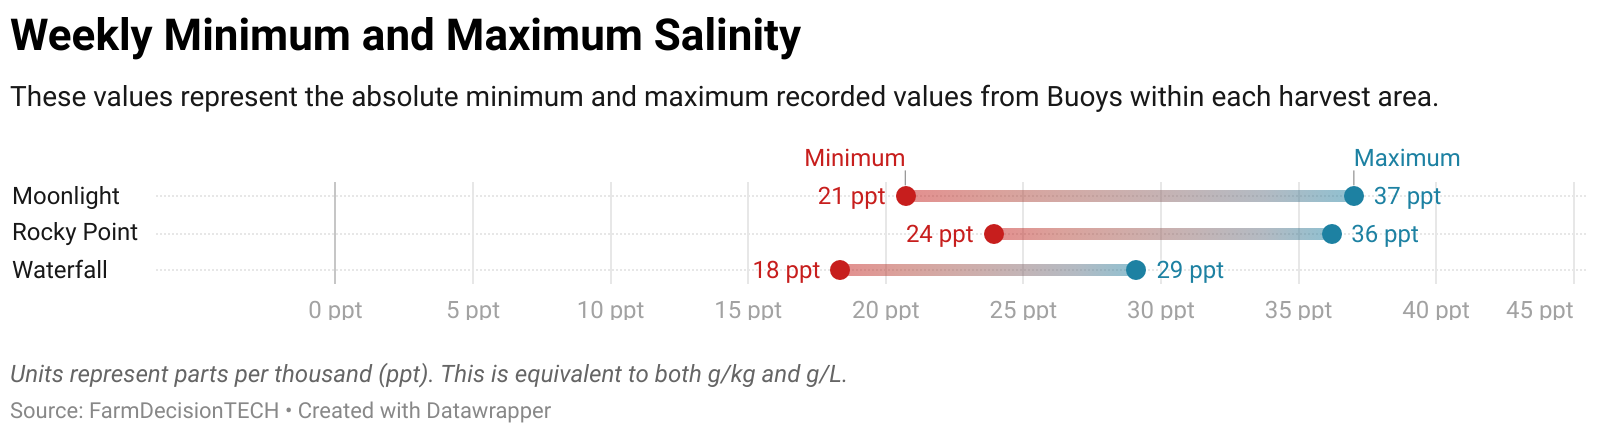 Weekly Minimum and Maximum Salinity
These values represent the absolute minimum and maximum recorded values from Buoys within each harvest area.
Minimum Maximum
Moonlight 21 ppt 37 ppt
Rocky Point 24 ppt 36 ppt
Waterfall 18 ppt 29 ppt
0 ppt 5 ppt 10 ppt 15 ppt 20 ppt 25 ppt 30 ppt 35 ppt 40 ppt 45 ppt
Units represent parts per thousand (ppt). This is equivalent to both g/kg and g/L.
Source: FarmDecisionTECH • Created with Datawrapper